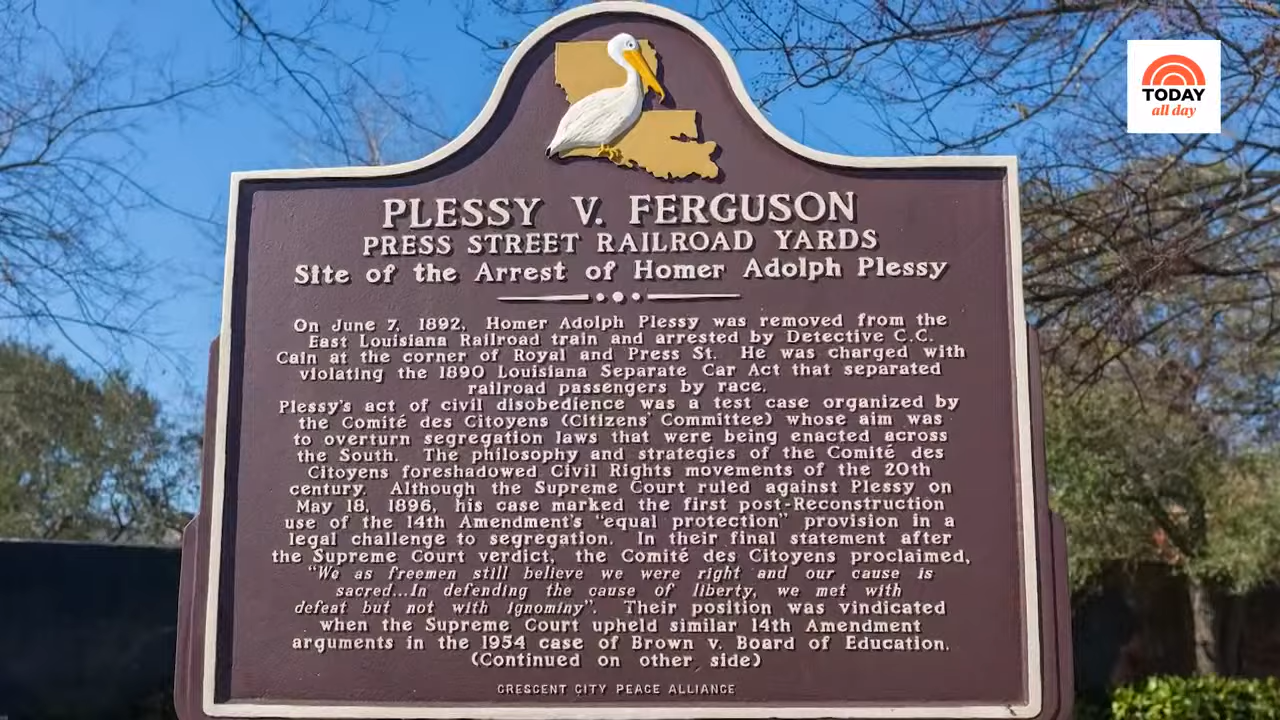 TODAY
all day
PLESSY V. FERGUSON
PRESS STREET RAILROAD YARDS
Site of the Arrest of Homer Adolph Plessy
On June 7, 1892, Homer Adolph Plessy was removed from the
East Louisiana Railroad train and arrested by Detective C.C.
Cain at the corner of Royal and Press St. He was charged with
violating the 1890 Louisiana Separate Car Act that separated
railroad passengers by race.
Plessy's act of civil disobedience was a test case organized by
the Comité des Citoyens (Citizens' Committee) whose aim was
to overturn segregation laws that were being enacted across
the South. The philosophy and strategies of the Comité des
Citoyens foreshadowed Civil Rights movements of the 20th
century. Although the Supreme Court ruled against Plessy on
May 18, 1896, his case marked the first post-Reconstruction
use of the 14th Amendment's "equal protection" provision in a
legal challenge to segregation. In their final statement after
the Supreme Court verdict, the Comité des Citoyens proclaimed,
"We as freemen still believe we were right and our cause is
sacred...In defending the cause of liberty, we met with
defeat but not with ignominy". Their position was vindicated
when the Supreme Court upheld similar 14th Amendment
arguments in the 1954 case of Brown v. Board of Education.
(Continued on other side)
CRESCENT CITY PEACE ALLIANCE